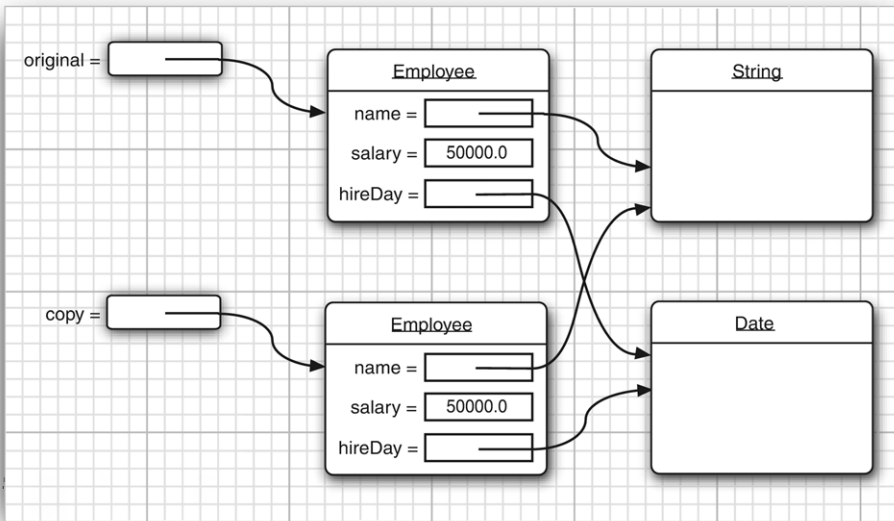 original =
Employee
name =
salary = 50000.0
hireDay =
String
copy =
Employee
name =
salary = 50000.0
hireDay =
Date